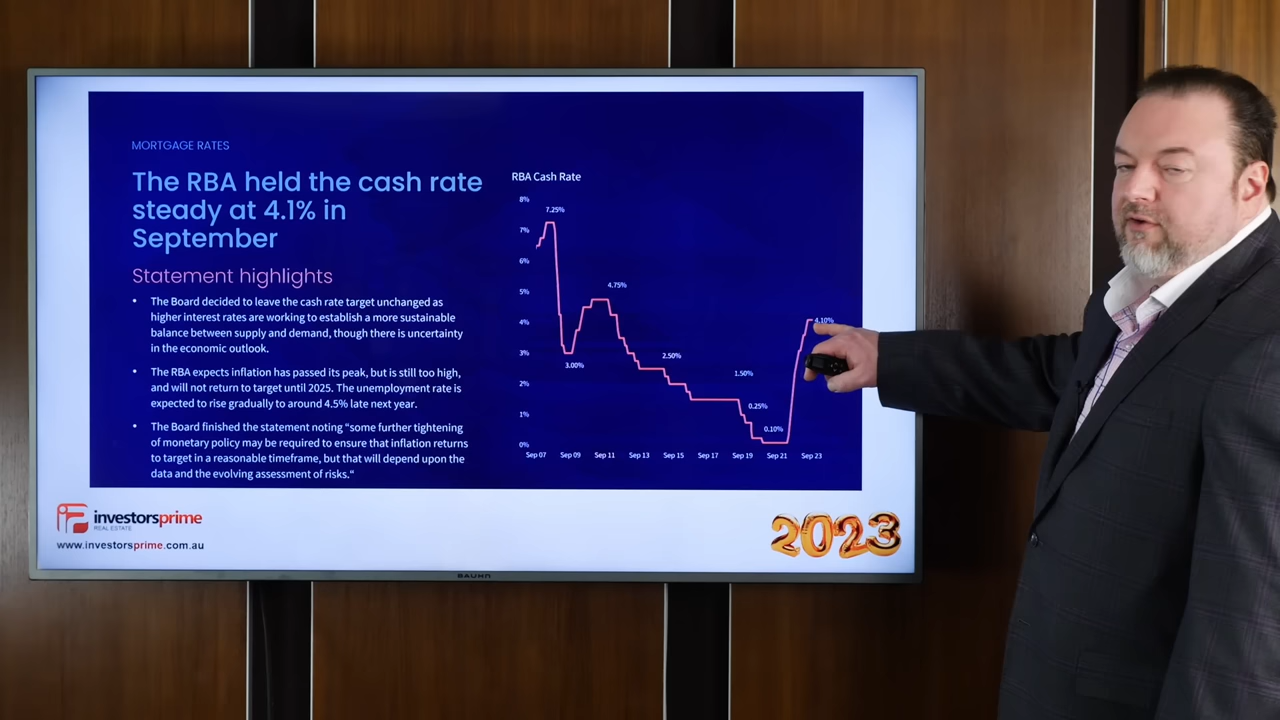 MORTGAGE RATES
The RBA held the cash rate
steady at 4.1% in
September
Statement highlights
• The Board decided to leave the cash rate target unchanged as
higher interest rates are working to establish a more sustainable
balance between supply and demand, though there is uncertainty
in the economic outlook.
• The RBA expects inflation has passed its peak, but is still too high,
and will not return to target until 2025. The unemployment rate is
expected to rise gradually to around 4.5% late next year.
• The Board finished the statement noting “some further tightening
of monetary policy may be required to ensure that inflation returns
to target in a reasonable timeframe, but that will depend upon the
data and the evolving assessment of risks.“
RBA Cash Rate
8%
7%
6%
5%
4%
3%
2%
1%
0%
7.25%
4.75%
4.10%
3.00%
2.50%
1.50%
0.25%
0.10%
Sep 07 Sep 09 Sep 11 Sep 13 Sep 15 Sep 17 Sep 19 Sep 21 Sep 23
investorsprime
REAL ESTATE
www.investorsprime.com.au
2023
BAUHN